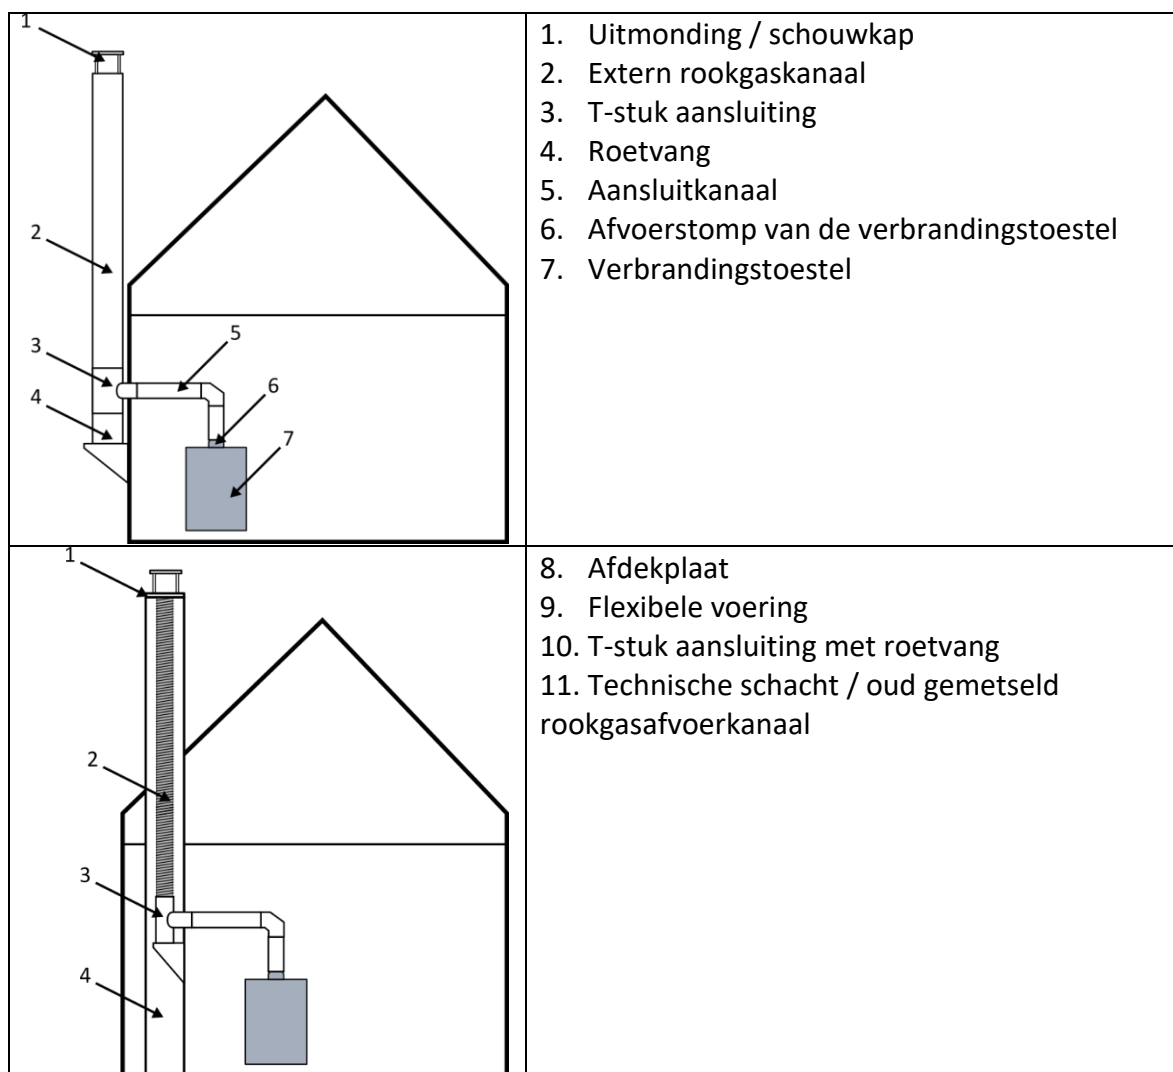 1
2
3
4
5
6
7
1. Uitmonding / schouwkap
2. Extern rookgaskanaal
3. T-stuk aansluiting
4. Roetvang
5. Aansluitkanaal
6. Afvoerstomp van de verbrandingstoestel
7. Verbrandingstoestel
1
2
3
4
8. Afdekplaat
9. Flexibele voering
10. T-stuk aansluiting met roetvang
11. Technische schacht / oud gemetseld
rookgasafvoerkanaal